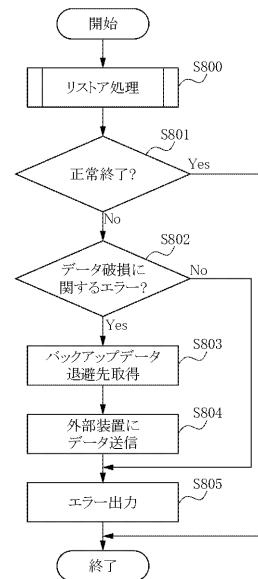 開始
S800
リストア処理
S801
正常終了?
Yes
No
S802
データ破損に
関するエラー?
No
Yes
S803
バックアップデータ
退避先取得
S804
外部装置に
データ送信
S805
エラー出力
終了